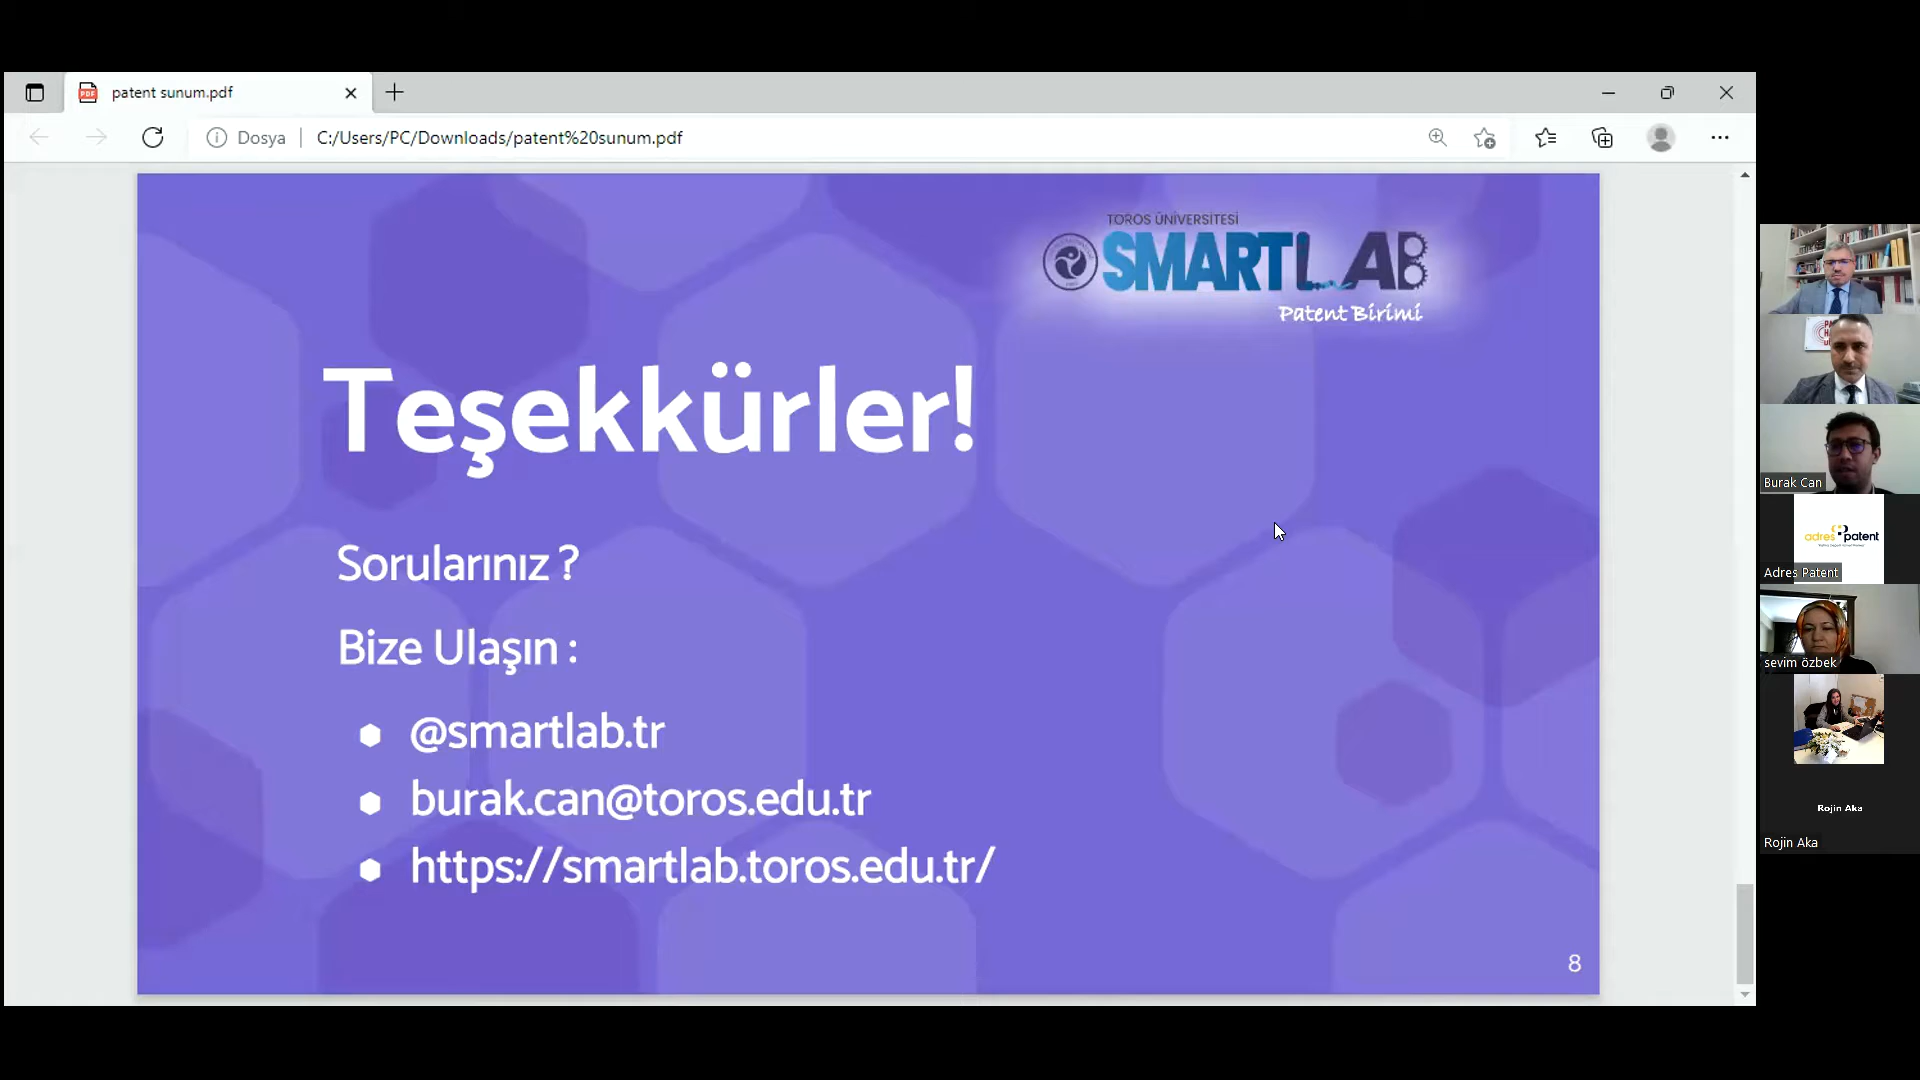 patent sunum.pdf
Dosya
C:/Users/PC/Downloads/patent%20sunum.pdf
TOROS ÜNİVERSİTESİ
SMARTLAB
Patent Birimi
Teşekkürler!
Sorularınız ?
Bize Ulaşın :
@smartlab.tr
burak.can@toros.edu.tr
https://smartlab.toros.edu.tr/
8
Burak Can
adres patent
Adres Patent
sevim özbek
Rojin Aka
Rojin Aka